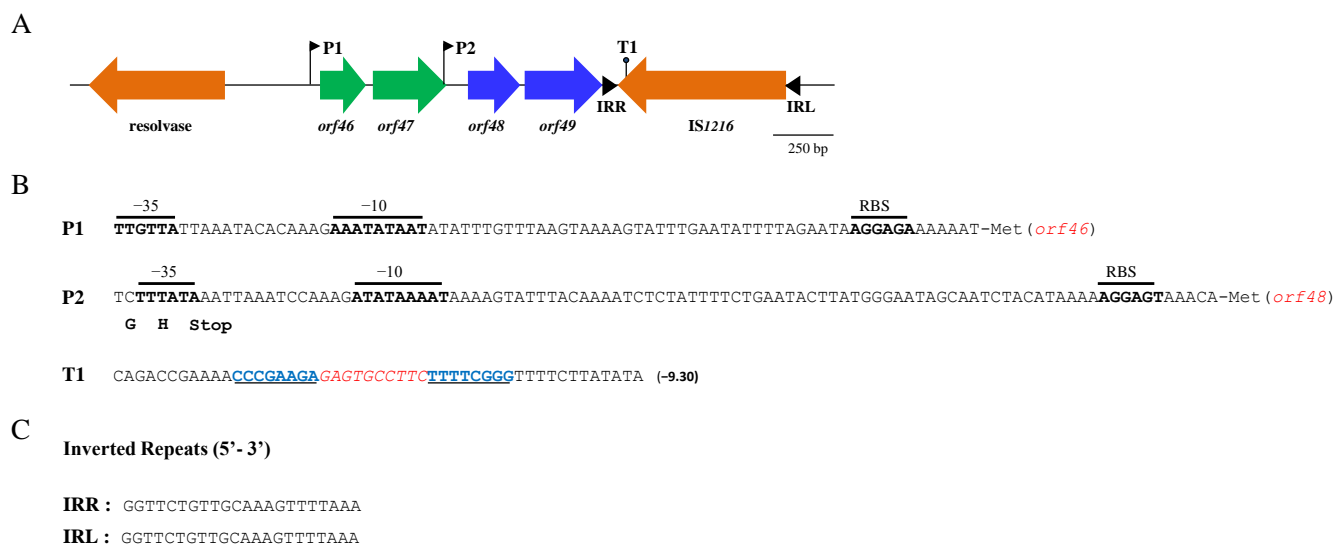 A
P1 P2 T1
IRR IRL
resolvase orf46 orf47 orf48 orf49 IS1216
250 bp
B
−35 −10 RBS
P1 TTGTTATTAAATACACAAAGAAATATAATATATTTGTTTAAGTAAAAGTATTTGAATATTTTAGAATAAGGAGAAAAAAT-Met(orf46)
−35 −10 RBS
P2 TCTTTATAAATTAAATCCAAAGATATAAAATAAAAGTATTTACAAAATCTCTATTTTCTGAATACTTATGGGAATAGCAATCTACATAAAAAGGAGTAAACA-Met(orf48)
G H Stop
T1 CAGACCGAAAACCCGAAGAGAGTGCCTTCTTTTCGGGTTTTCTTATATA (−9.30)
C
Inverted Repeats (5’- 3’)
IRR : GGTTCTGTTGCAAAGTTTTAAA
IRL : GGTTCTGTTGCAAAGTTTTAAA